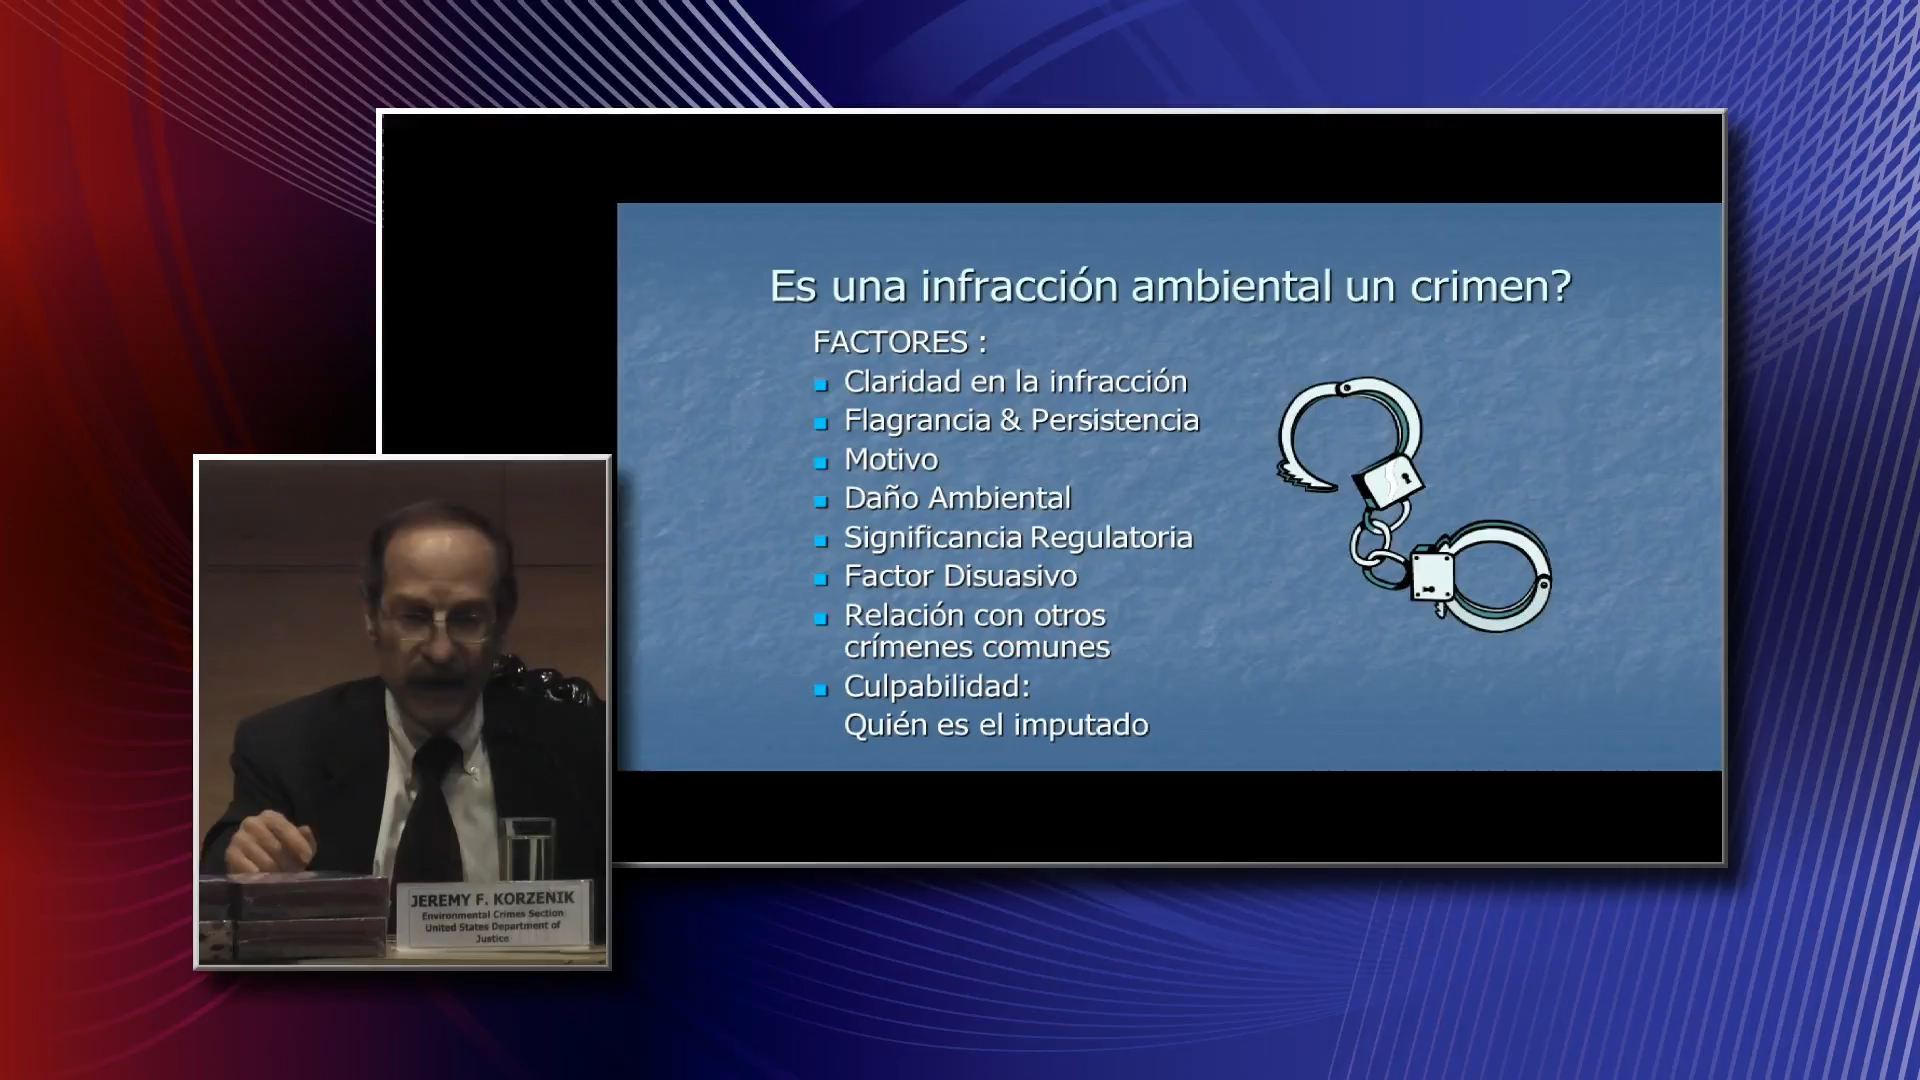 Es una infracción ambiental un crimen?
FACTORES :
Claridad en la infracción
Flagrancia & Persistencia
Motivo
Daño Ambiental
Significancia Regulatoria
Factor Disuasivo
Relación con otros
crímenes comunes
Culpabilidad:
Quién es el imputado
JEREMY F. KORZENIK
Environmental Crimes Section
United States Department of
Justice